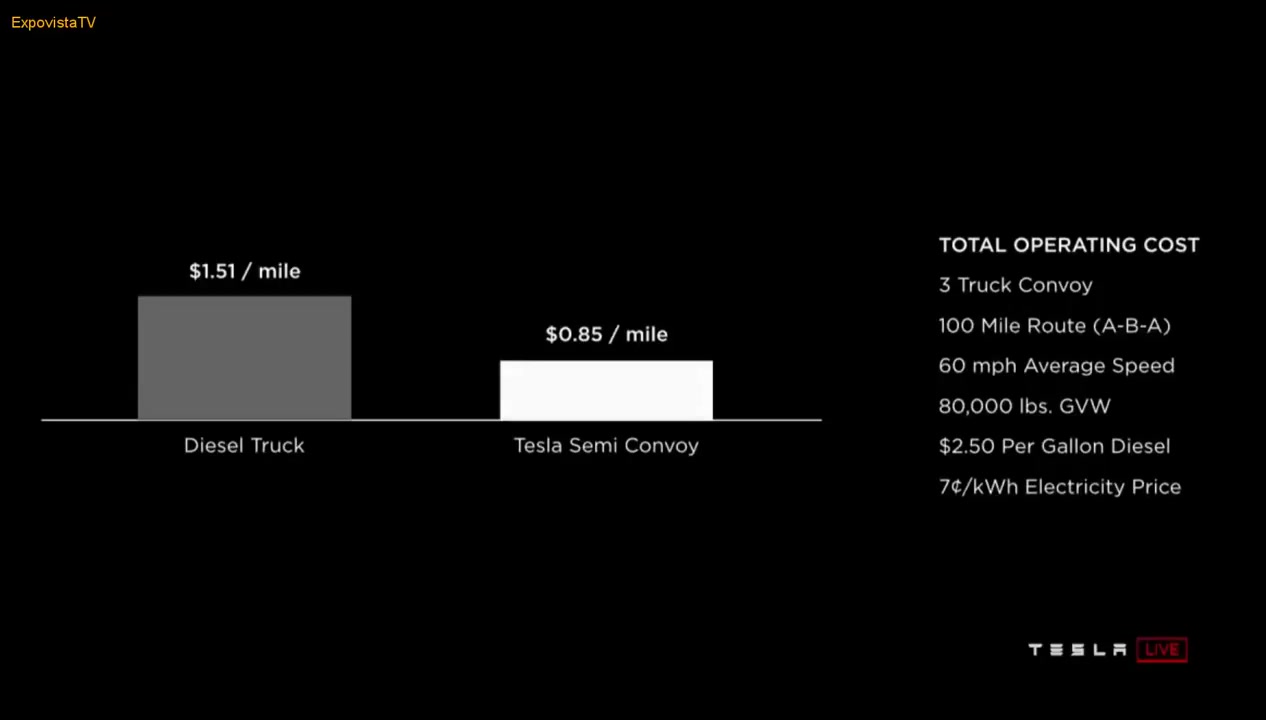 ExpovistaTV
$1.51 / mile
$0.85 / mile
Diesel Truck
Tesla Semi Convoy
TOTAL OPERATING COST
3 Truck Convoy
100 Mile Route (A-B-A)
60 mph Average Speed
80,000 lbs. GVW
$2.50 Per Gallon Diesel
7¢/kWh Electricity Price
TESLA LIVE